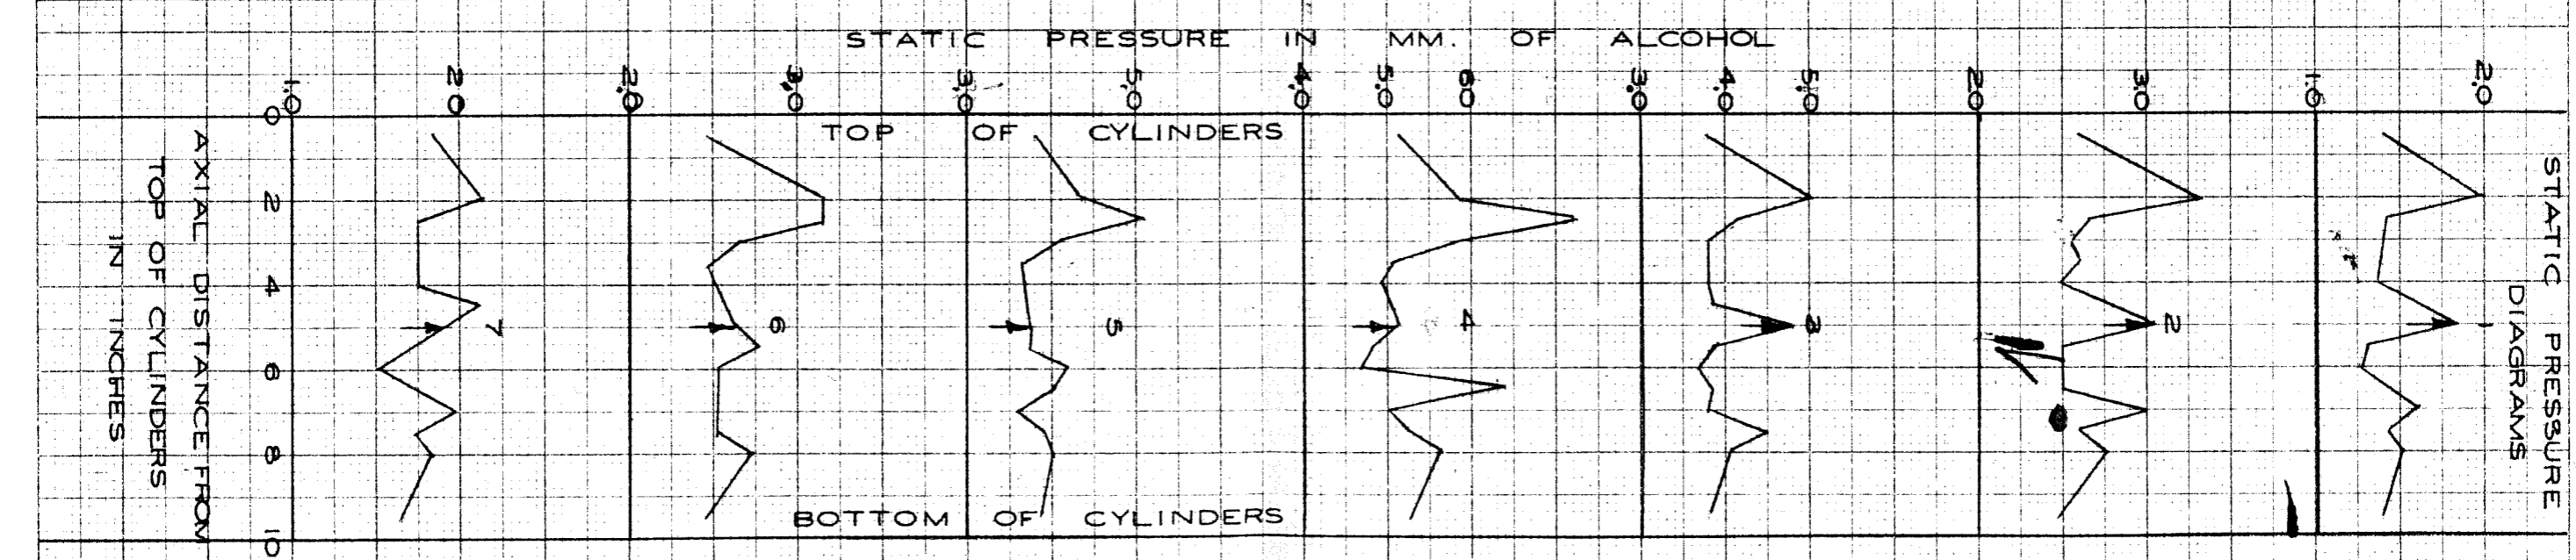 STATIC PRESSURE IN MM. OF ALCOHOL
1.0 2.0 2.0 3.0 3.0 5.0 4.0 5.0 6.0 3.0 4.0 5.0 2.0 3.0 1.0 2.0
TOP OF CYLINDERS
0
2
4
6
8
10
7 6 5 4 3 2 1
BOTTOM OF CYLINDERS
AXIAL DISTANCE FROM
TOP OF CYLINDERS
IN INCHES
STATIC PRESSURE
DIAGRAMS